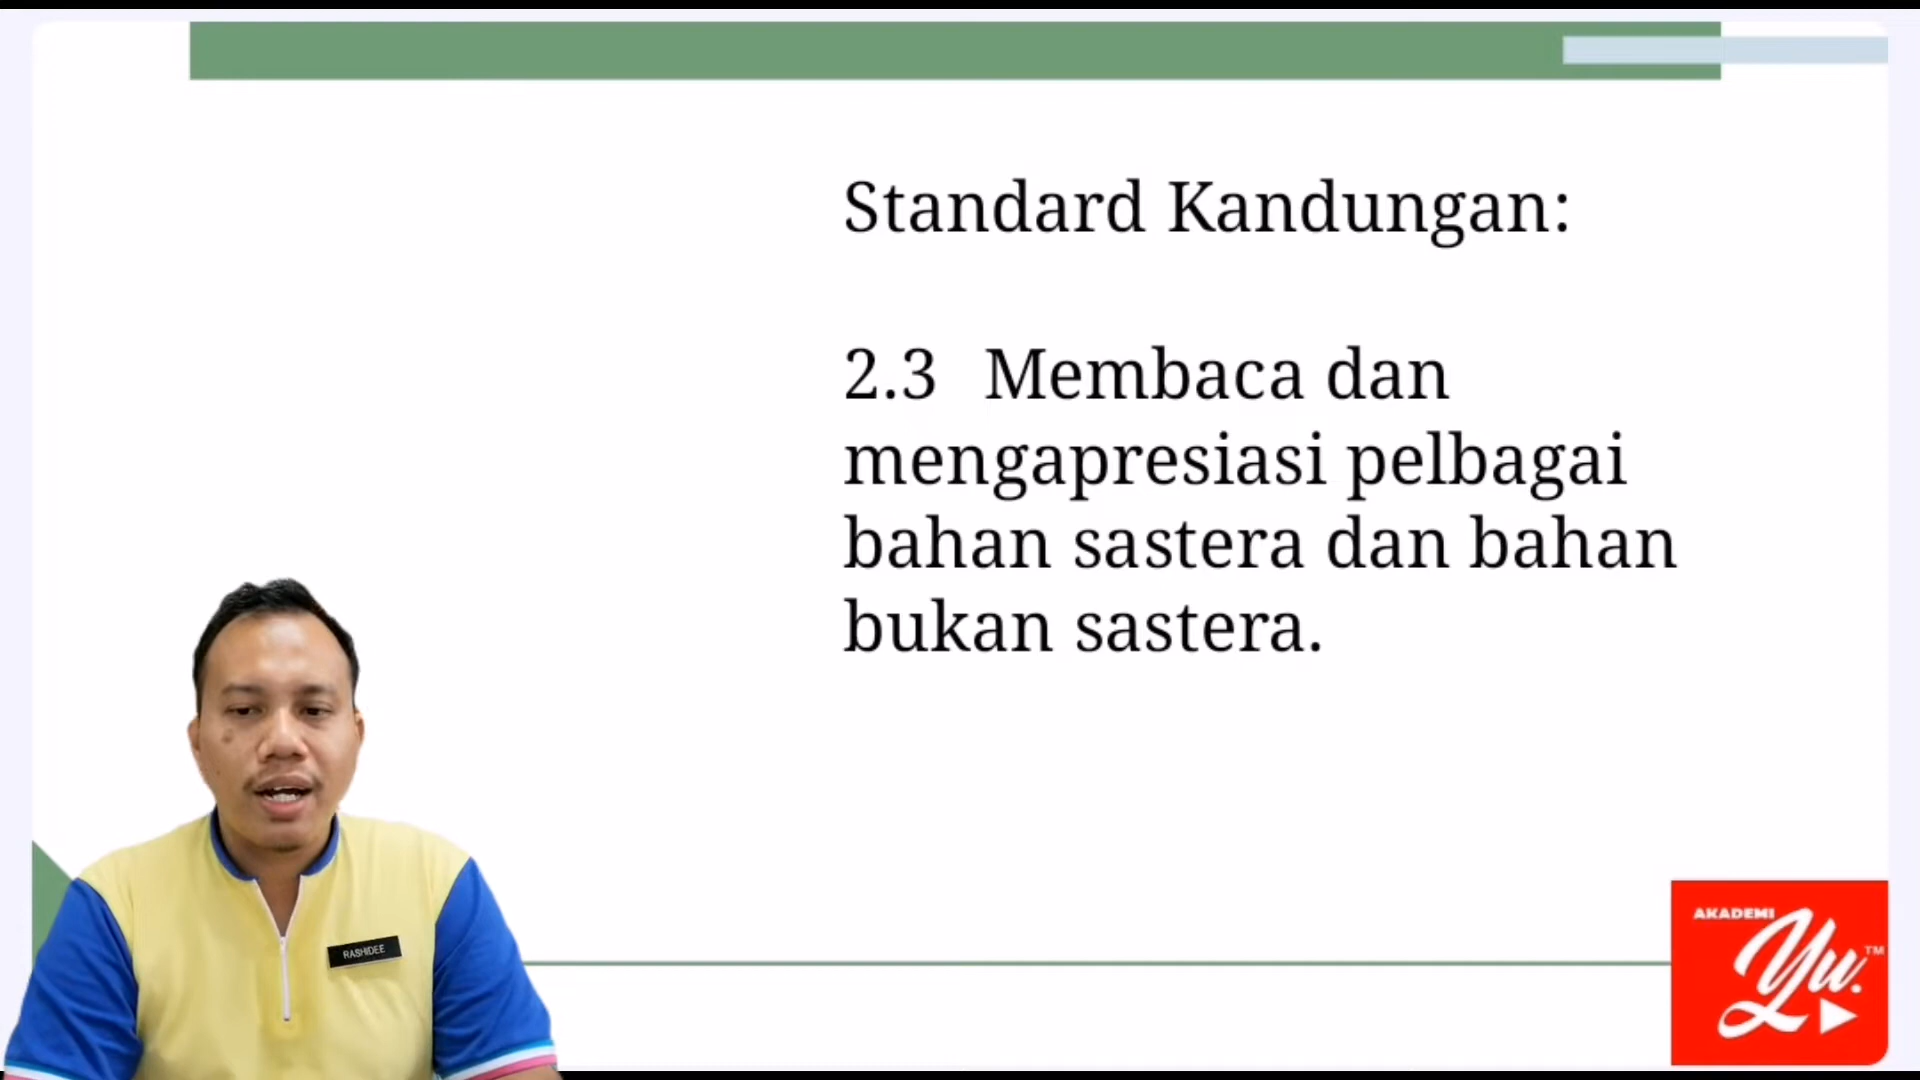 Standard Kandungan:
2.3 Membaca dan
mengapresiasi pelbagai
bahan sastera dan bahan
bukan sastera.
RASHIDEE
AKADEMI
Yu.
TM